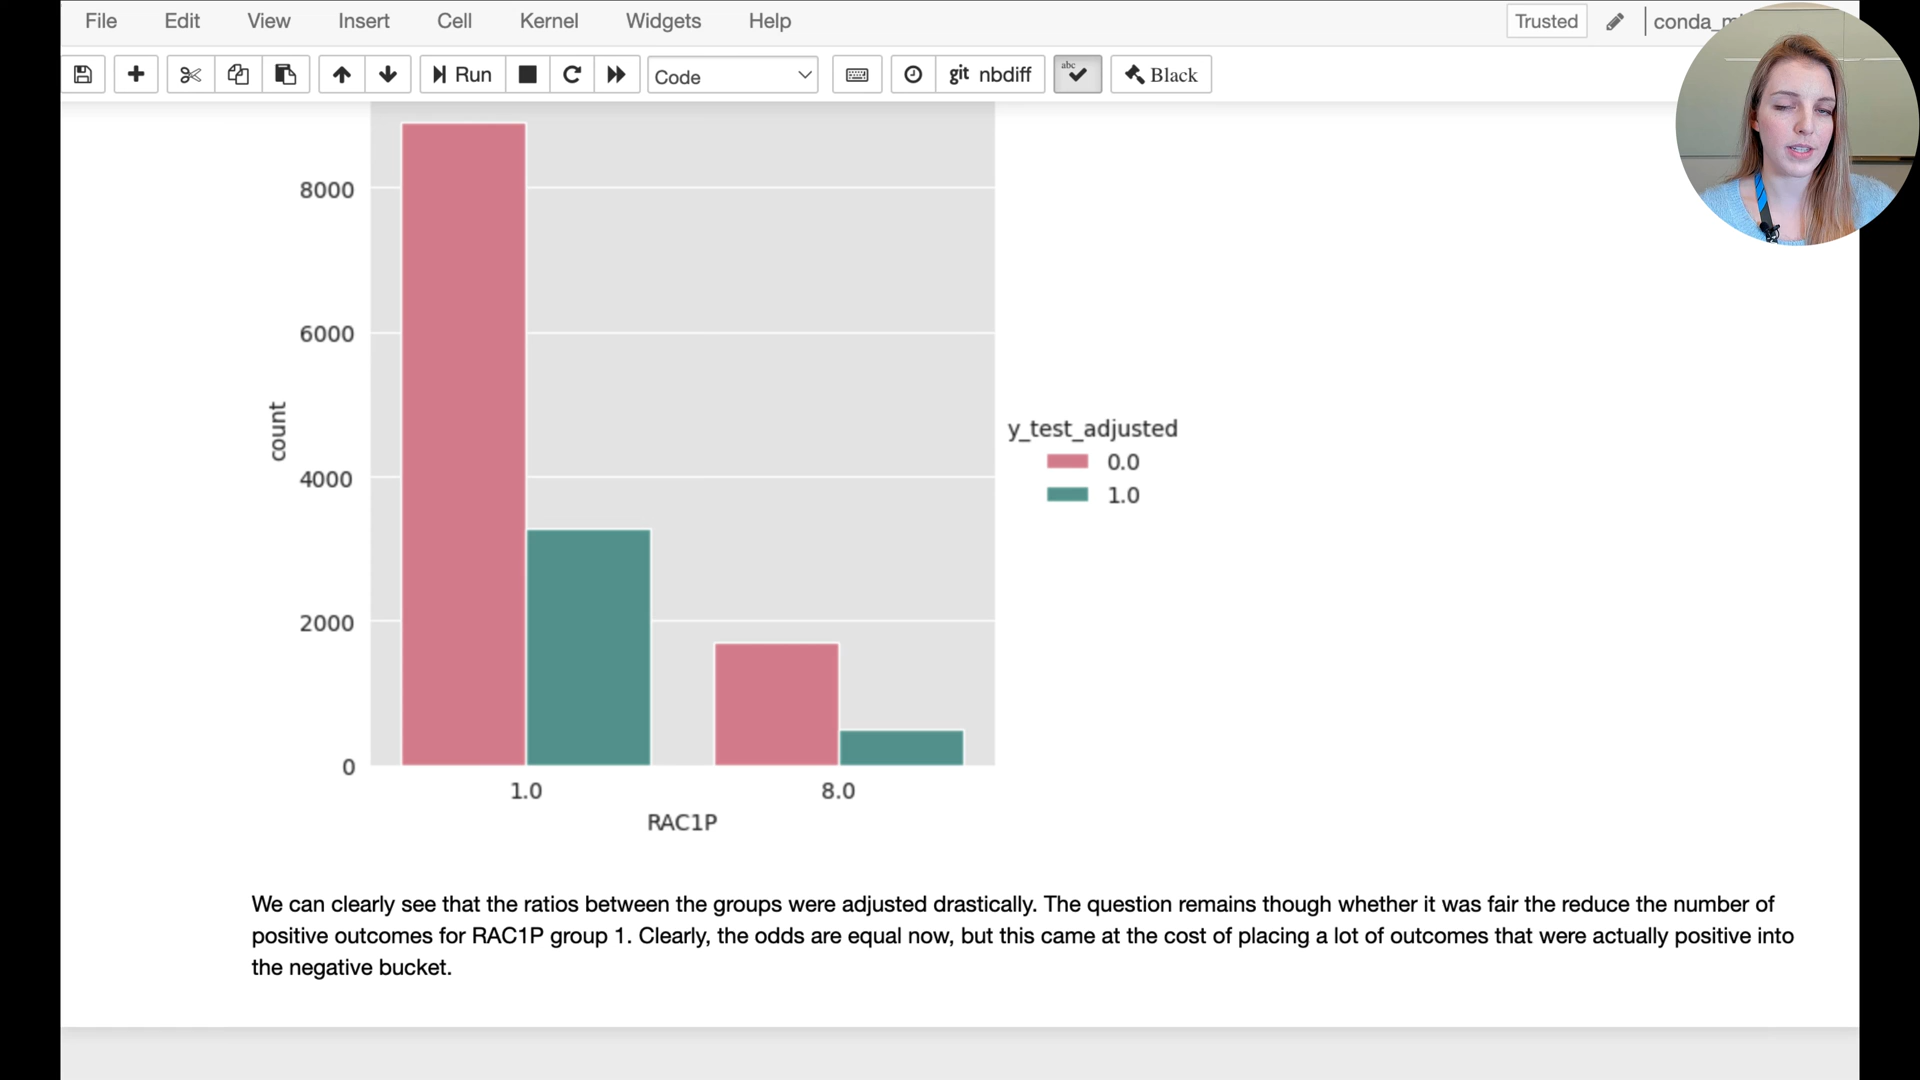 File Edit View Insert Cell Kernel Widgets Help Trusted
Run Code git nbdiff abc Black
8000
6000
4000
2000
0
count
1.0 8.0
RAC1P
y_test_adjusted
0.0
1.0
We can clearly see that the ratios between the groups were adjusted drastically. The question remains though whether it was fair the reduce the number of
positive outcomes for RAC1P group 1. Clearly, the odds are equal now, but this came at the cost of placing a lot of outcomes that were actually positive into
the negative bucket.